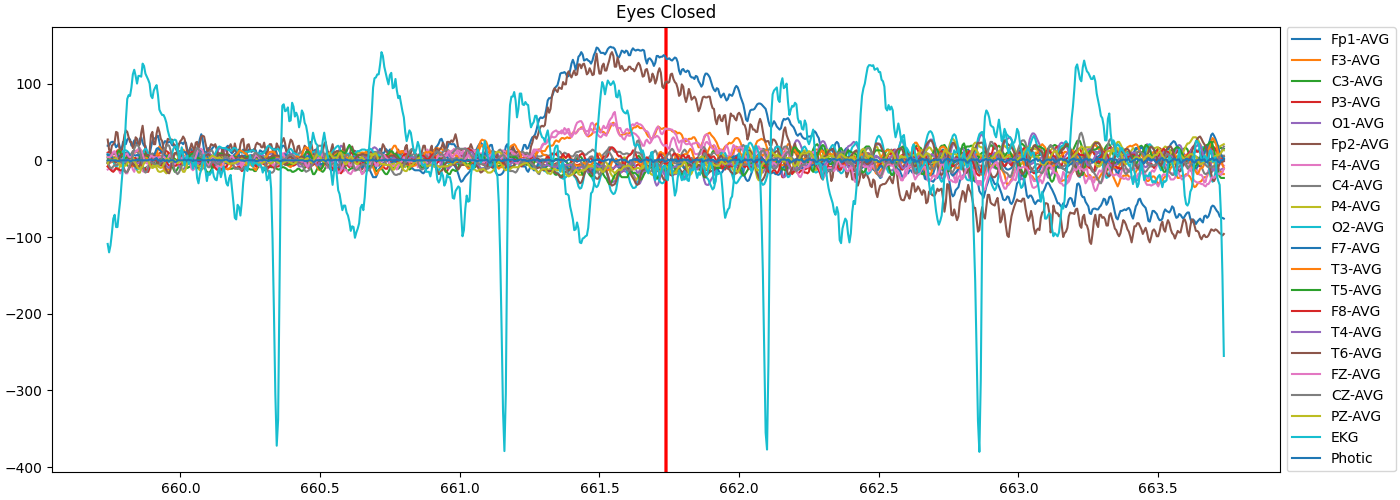 Eyes Closed
100
0
−100
−200
−300
−400
660.0 660.5 661.0 661.5 662.0 662.5 663.0 663.5
Fp1-AVG
F3-AVG
C3-AVG
P3-AVG
O1-AVG
Fp2-AVG
F4-AVG
C4-AVG
P4-AVG
O2-AVG
F7-AVG
T3-AVG
T5-AVG
F8-AVG
T4-AVG
T6-AVG
FZ-AVG
CZ-AVG
PZ-AVG
EKG
Photic